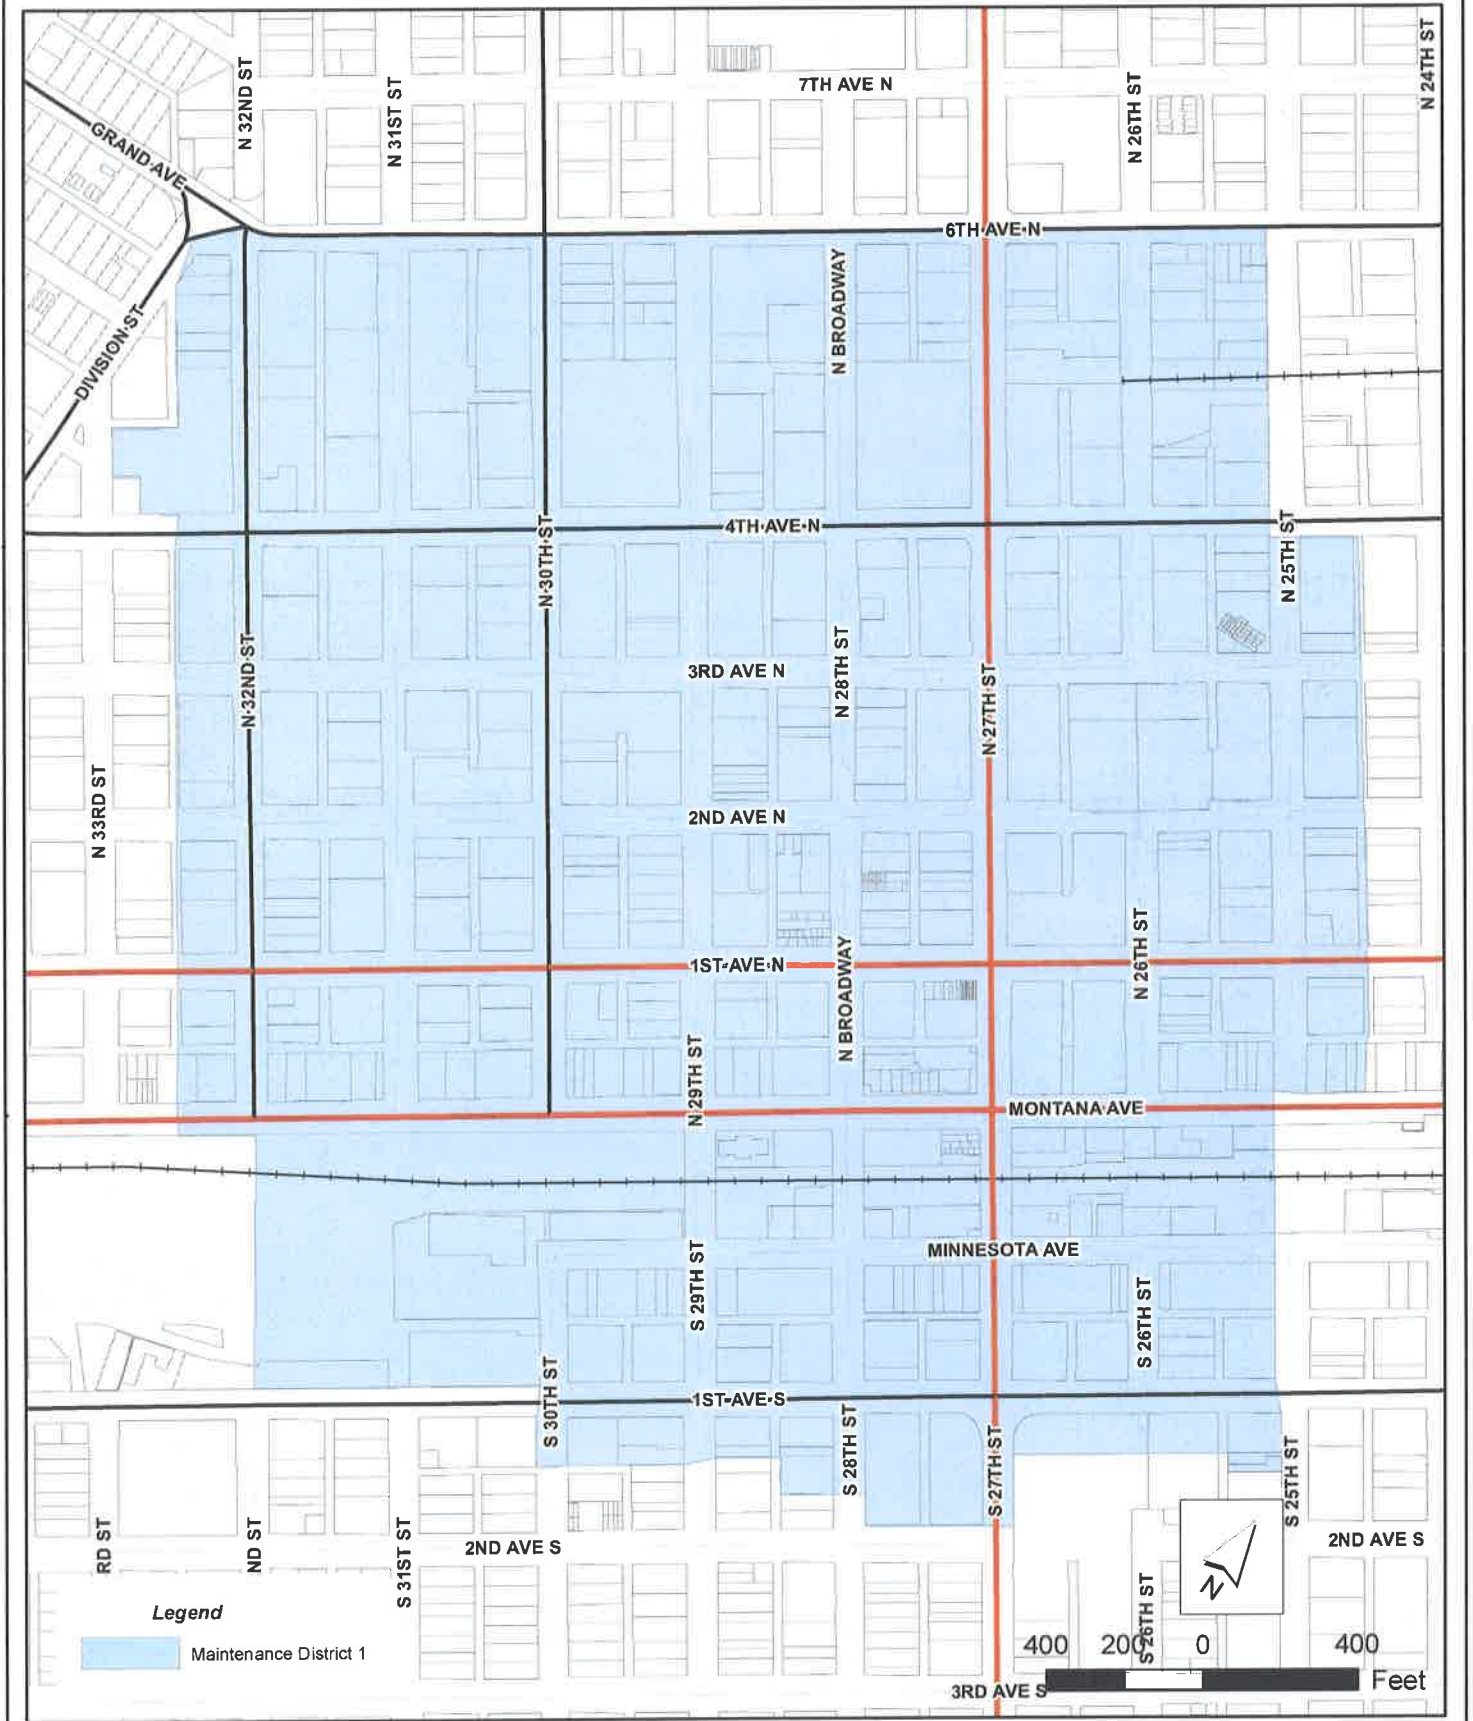 N 24TH ST
N 32ND ST
N 31ST ST
7TH AVE N
N 26TH ST
GRAND AVE
6TH AVE N
N BROADWAY
DIVISION ST
4TH AVE N
N 30TH ST
N 25TH ST
N 32ND ST
3RD AVE N
N 28TH ST
N 27TH ST
N 33RD ST
2ND AVE N
1ST AVE N
N 26TH ST
N BROADWAY
N 29TH ST
MONTANA AVE
MINNESOTA AVE
S 29TH ST
S 26TH ST
1ST AVE S
S 30TH ST
S 28TH ST
S 27TH ST
S 25TH ST
RD ST
ND ST
S 31ST ST
2ND AVE S
2ND AVE S
N
S 26TH ST
Legend
Maintenance District 1
400 200 0 400
Feet
3RD AVE S